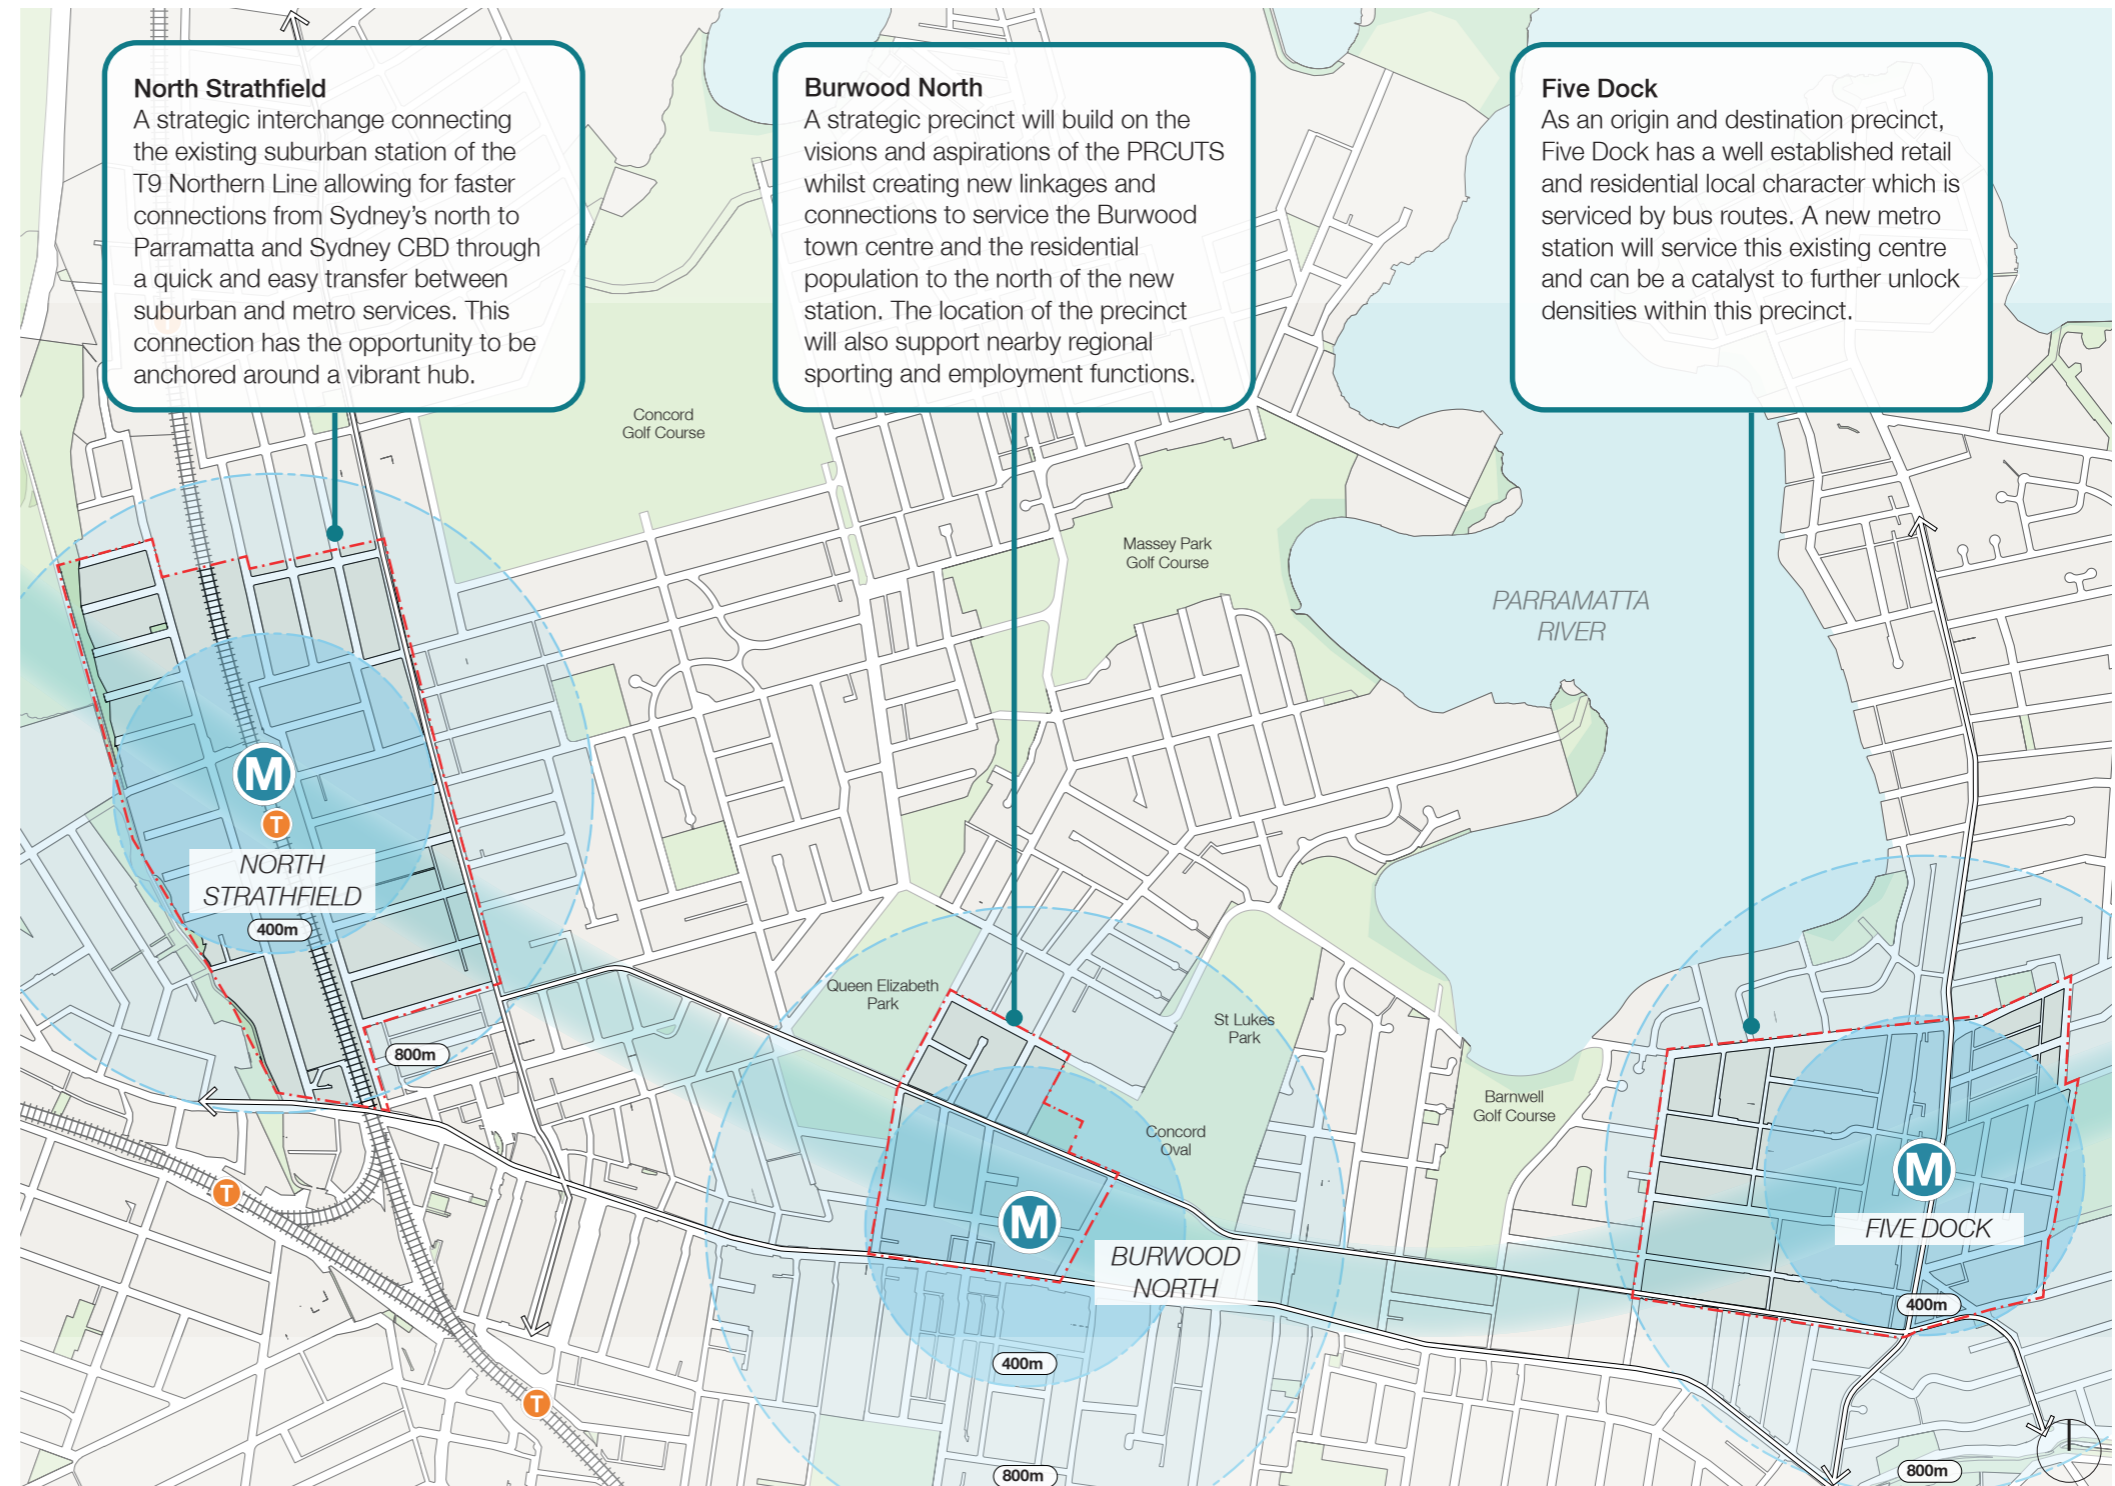 North Strathfield
A strategic interchange connecting
the existing suburban station of the
T9 Northern Line allowing for faster
connections from Sydney's north to
Parramatta and Sydney CBD through
a quick and easy transfer between
suburban and metro services. This
connection has the opportunity to be
anchored around a vibrant hub.
Burwood North
A strategic precinct will build on the
visions and aspirations of the PRCUTS
whilst creating new linkages and
connections to service the Burwood
town centre and the residential
population to the north of the new
station. The location of the precinct
will also support nearby regional
sporting and employment functions.
Five Dock
As an origin and destination precinct,
Five Dock has a well established retail
and residential local character which is
serviced by bus routes. A new metro
station will service this existing centre
and can be a catalyst to further unlock
densities within this precinct.
Concord
Golf Course
Massey Park
Golf Course
PARRAMATTA
RIVER
M
T
NORTH
STRATHFIELD
400m
800m
Queen Elizabeth
Park
St Lukes
Park
Concord
Oval
Barnwell
Golf Course
M
BURWOOD
NORTH
400m
800m
M
FIVE DOCK
400m
800m
T
T